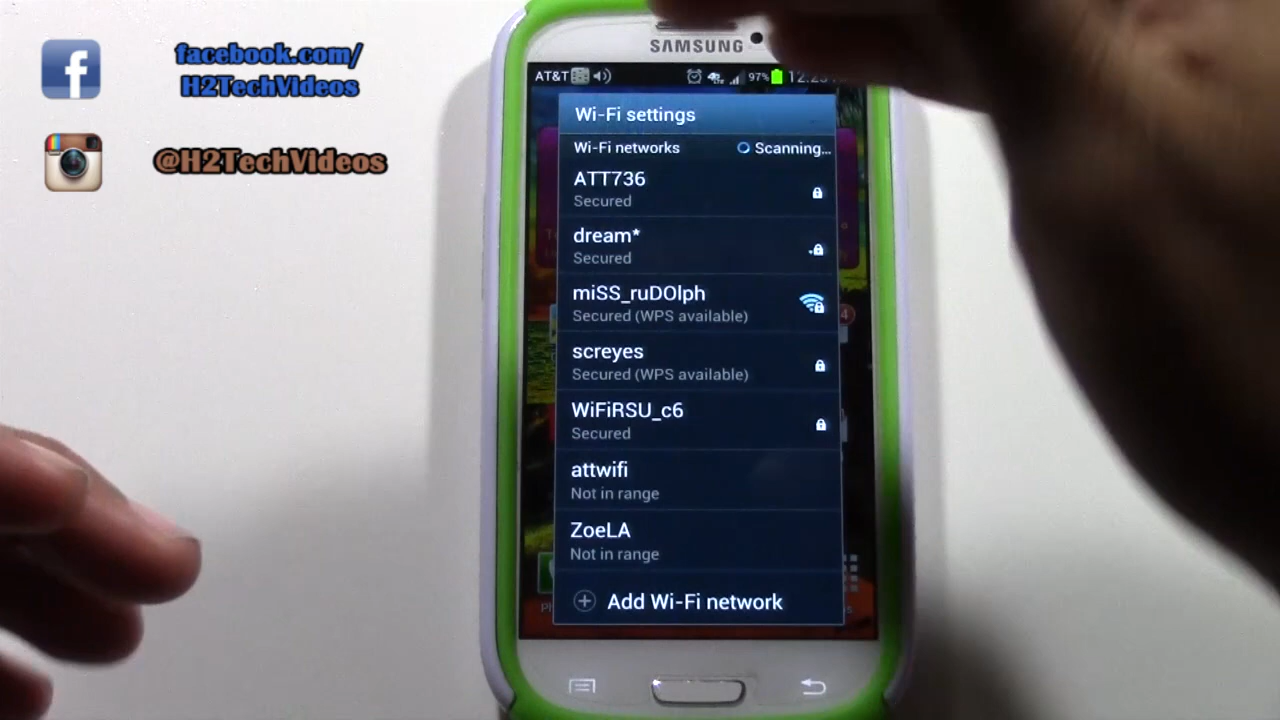 facebook.com/
H2TechVideos
@H2TechVideos
SAMSUNG
AT&T
97%
Wi-Fi settings
Wi-Fi networks
Scanning...
ATT736
Secured
dream*
Secured
miSS_ruDOlph
Secured (WPS available)
screyes
Secured (WPS available)
WiFiRSU_c6
Secured
attwifi
Not in range
ZoeLA
Not in range
Add Wi-Fi network